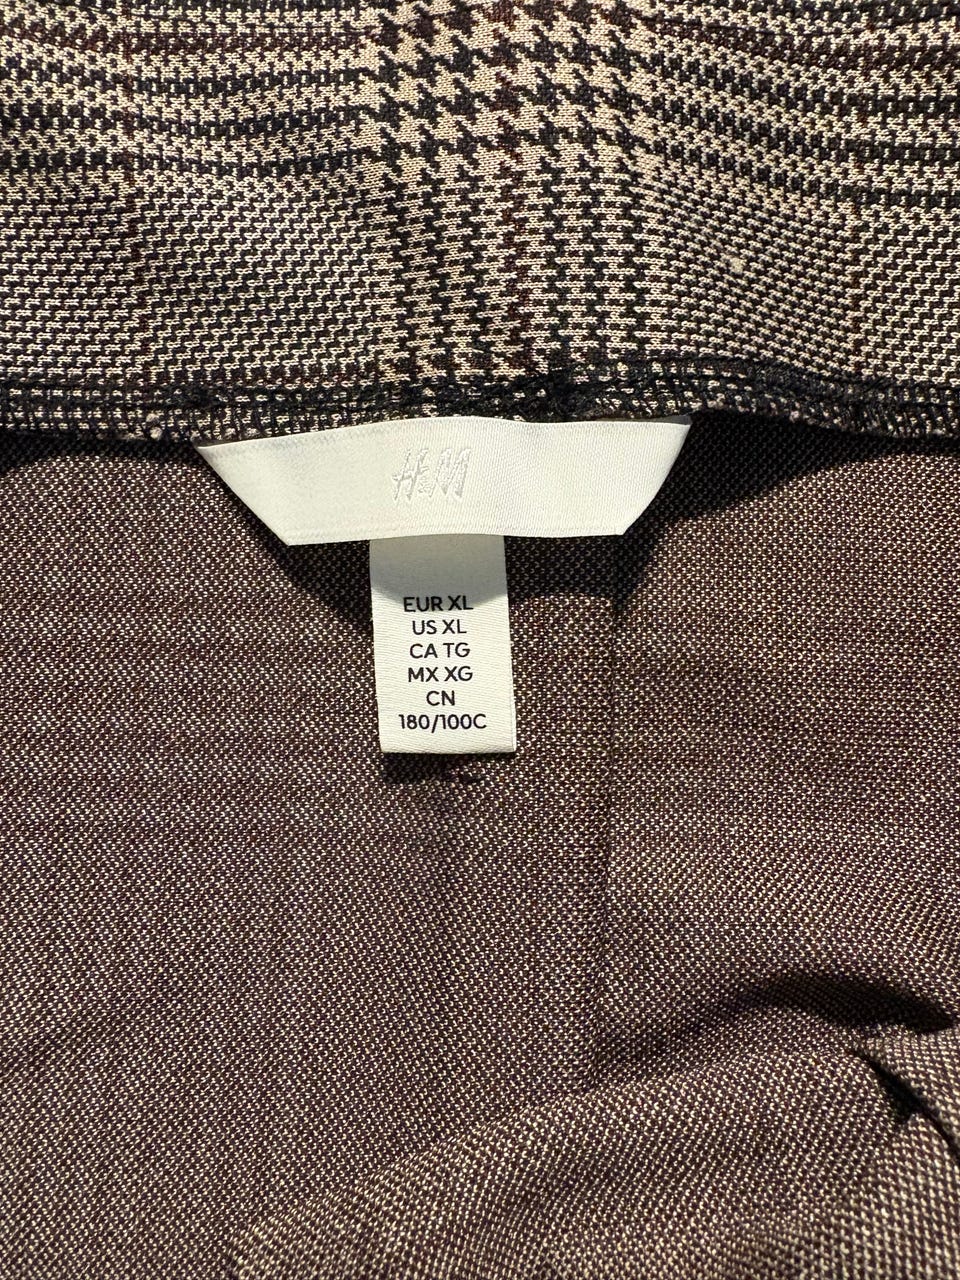 H&M
EUR XL
US XL
CA TG
MX XG
CN
180/100C